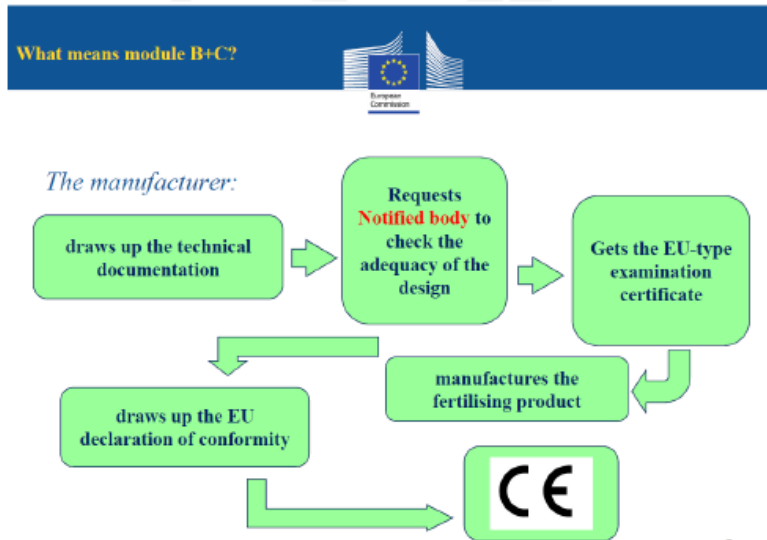 What means module B+C?
European
Commission
The manufacturer:
draws up the technical
documentation
Requests
Notified body to
check the
adequacy of the
design
Gets the EU-type
examination
certificate
manufactures the
fertilising product
draws up the EU
declaration of conformity
CE